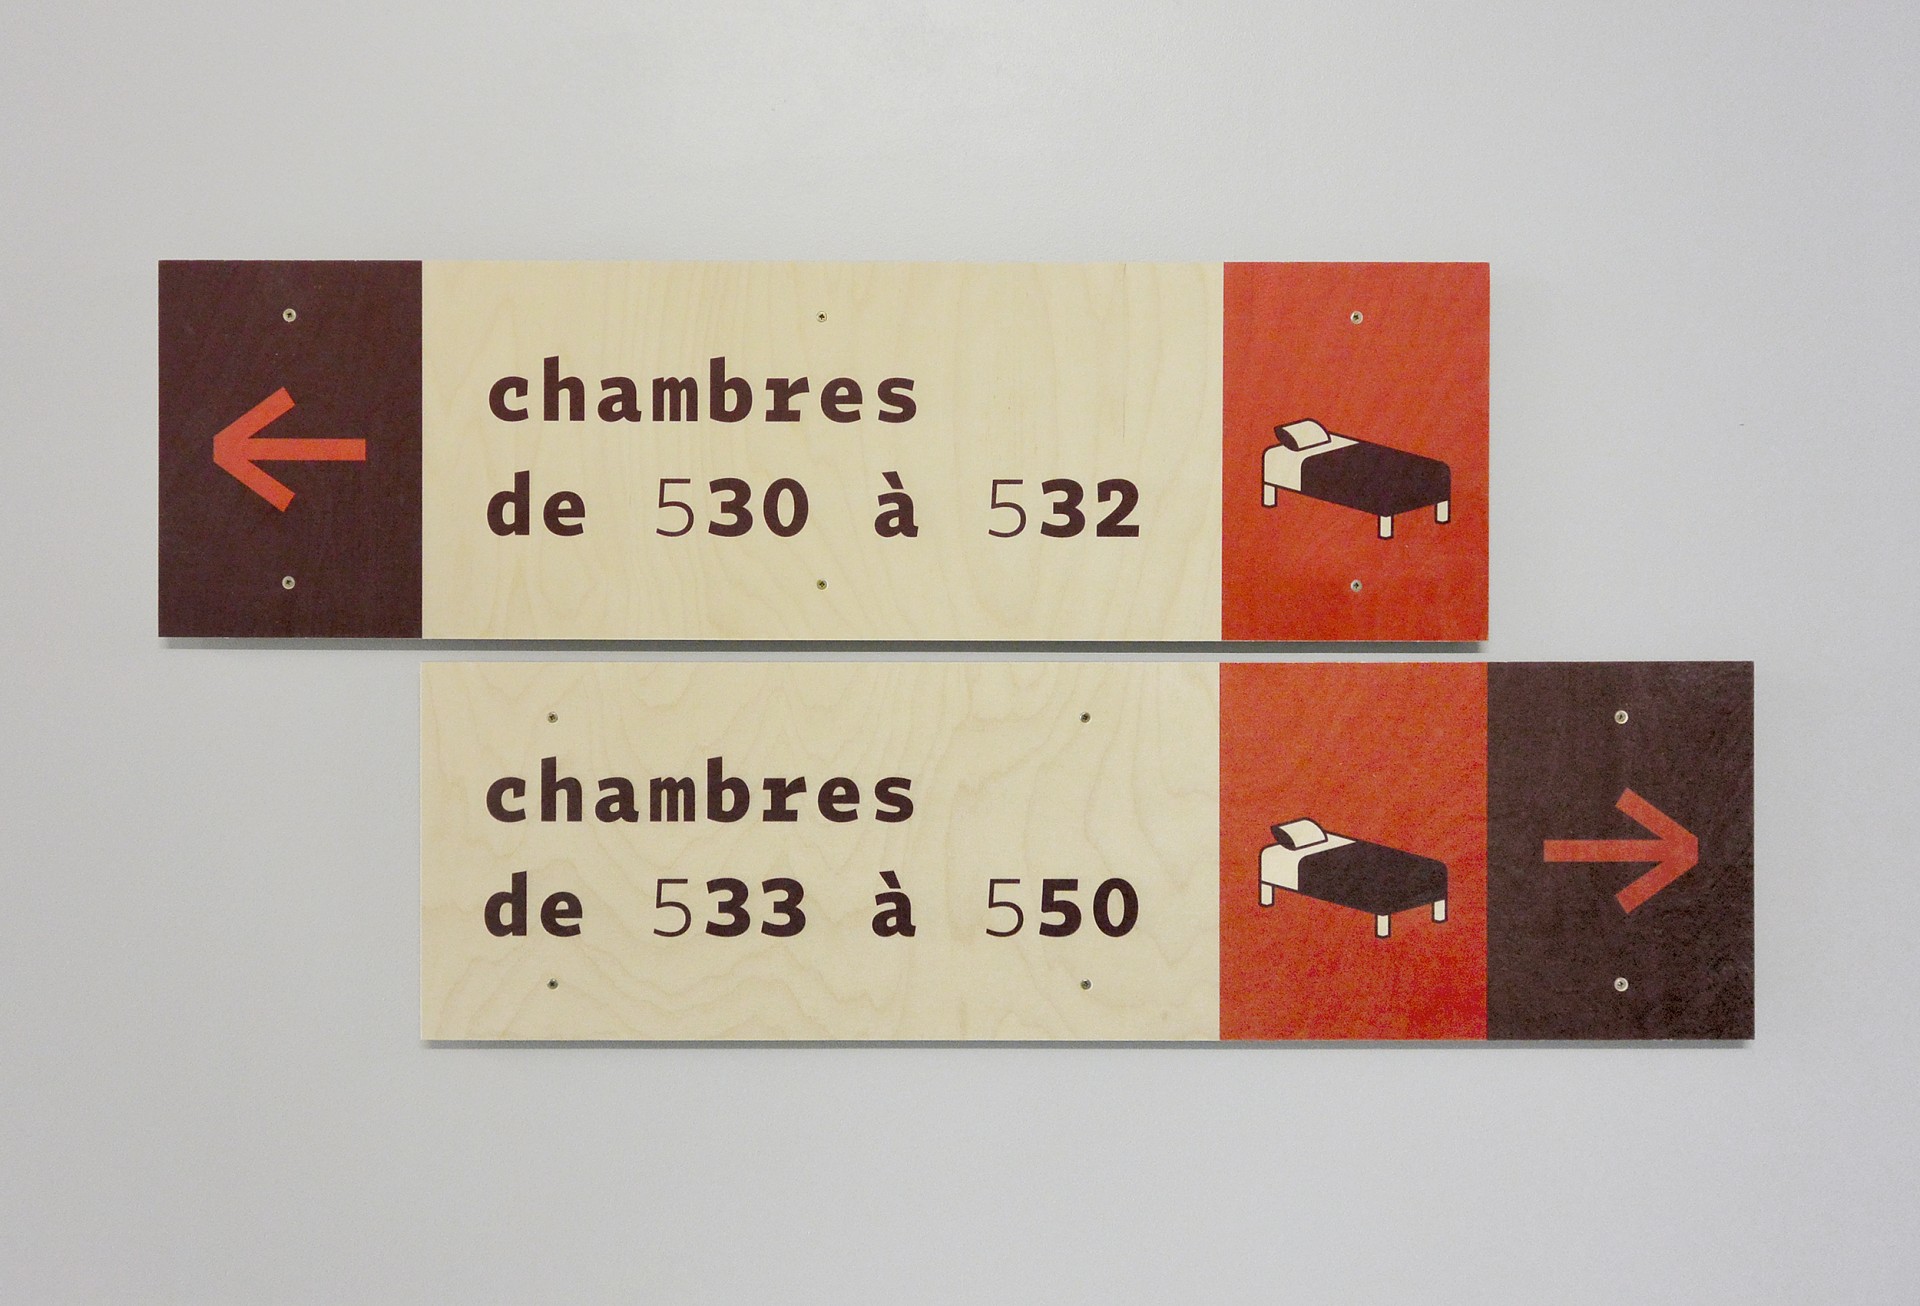 chambres
de 530 à 532
chambres
de 533 à 550